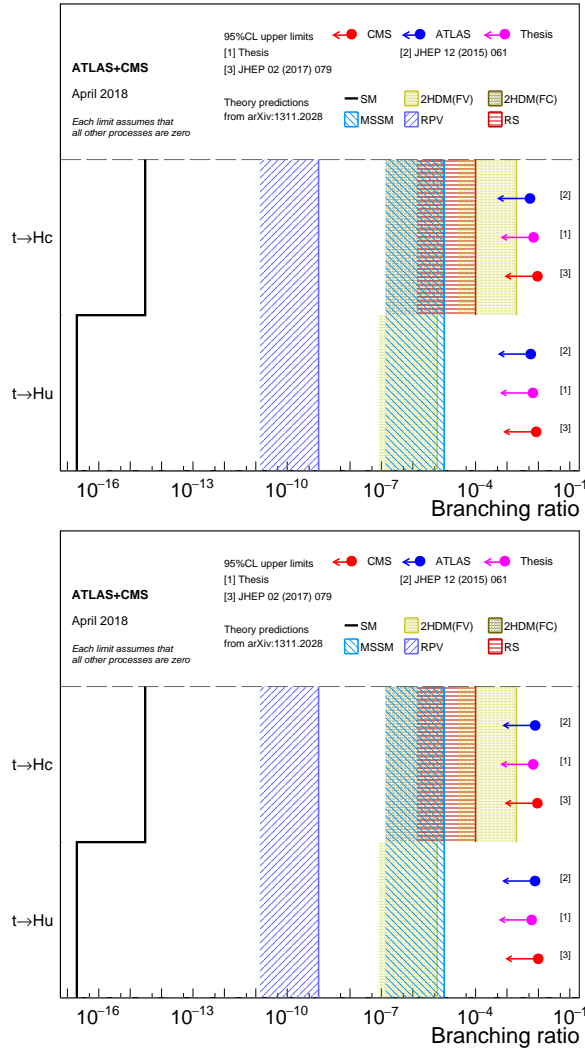 95%CL upper limits CMS ATLAS Thesis
[1] Thesis [2] JHEP 12 (2015) 061
[3] JHEP 02 (2017) 079
ATLAS+CMS
April 2018
Each limit assumes that
all other processes are zero
Theory predictions
from arXiv:1311.2028
SM 2HDM(FV) 2HDM(FC)
MSSM RPV RS
t→Hc
[2]
[1]
[3]
t→Hu
[2]
[1]
[3]
10⁻¹⁶ 10⁻¹³ 10⁻¹⁰ 10⁻⁷ 10⁻⁴ 10⁻¹
Branching ratio
95%CL upper limits CMS ATLAS Thesis
[1] Thesis [2] JHEP 12 (2015) 061
[3] JHEP 02 (2017) 079
ATLAS+CMS
April 2018
Each limit assumes that
all other processes are zero
Theory predictions
from arXiv:1311.2028
SM 2HDM(FV) 2HDM(FC)
MSSM RPV RS
t→Hc
[2]
[1]
[3]
t→Hu
[2]
[1]
[3]
10⁻¹⁶ 10⁻¹³ 10⁻¹⁰ 10⁻⁷ 10⁻⁴ 10⁻¹
Branching ratio